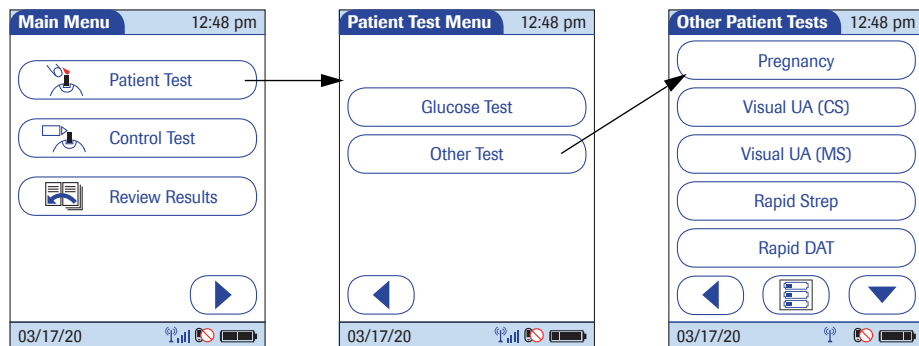 Main Menu 12:48 pm
Patient Test
Control Test
Review Results
03/17/20
Patient Test Menu 12:48 pm
Glucose Test
Other Test
03/17/20
Other Patient Tests 12:48 pm
Pregnancy
Visual UA (CS)
Visual UA (MS)
Rapid Strep
Rapid DAT
03/17/20